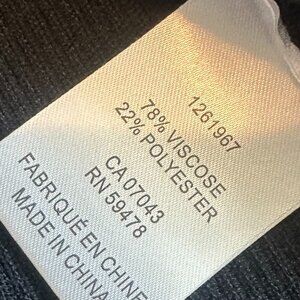 1261967
78% VISCOSE
22% POLYESTER
CA 07043
RN 59478
FABRIQUÉ EN CHINE
MADE IN CHINA